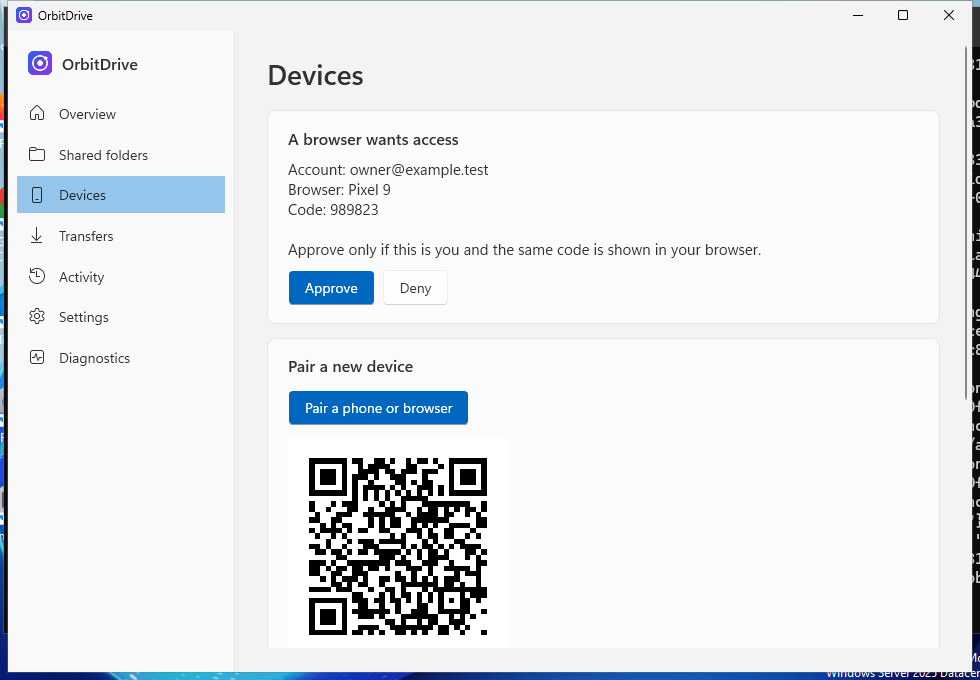 OrbitDrive
OrbitDrive
Overview
Shared folders
Devices
Transfers
Activity
Settings
Diagnostics
Devices
A browser wants access
Account: owner@example.test
Browser: Pixel 9
Code: 989823
Approve only if this is you and the same code is shown in your browser.
Approve
Deny
Pair a new device
Pair a phone or browser
Windows Server 2025